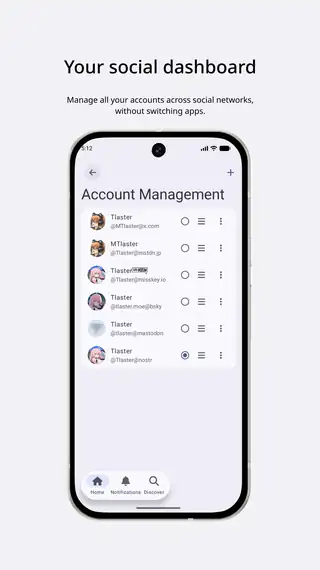 Your social dashboard
Manage all your accounts across social networks,
without switching apps.
5:12
Account Management
Tlaster
@MTlaster@x.com
MTlaster
@Tlaster@mstdn.jp
Tlaster
@Tlaster@misskey.io
Tlaster
@tlaster.moe@bsky
Tlaster
@tlaster@mastodon
Tlaster
@Tlaster@nostr
Home
Notifications
Discover